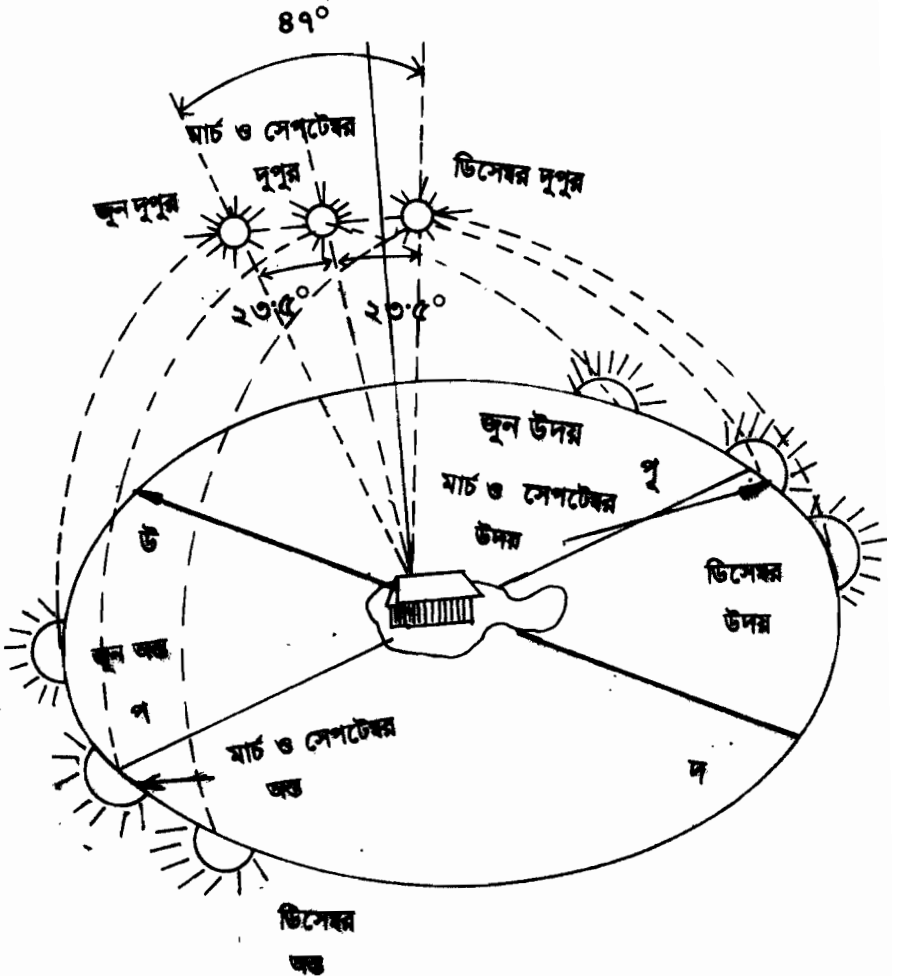 ৪৭°
মার্চ ও সেপটেম্বর
দুপুর
জুন দুপুর
ডিসেম্বর দুপুর
২৩.৫°
২৩.৫°
জুন উদয়
পূ
মার্চ ও সেপটেম্বর
উদয়
উ
ডিসেম্বর
উদয়
জুন অস্ত
প
মার্চ ও সেপটেম্বর
অস্ত
দ
ডিসেম্বর
অস্ত